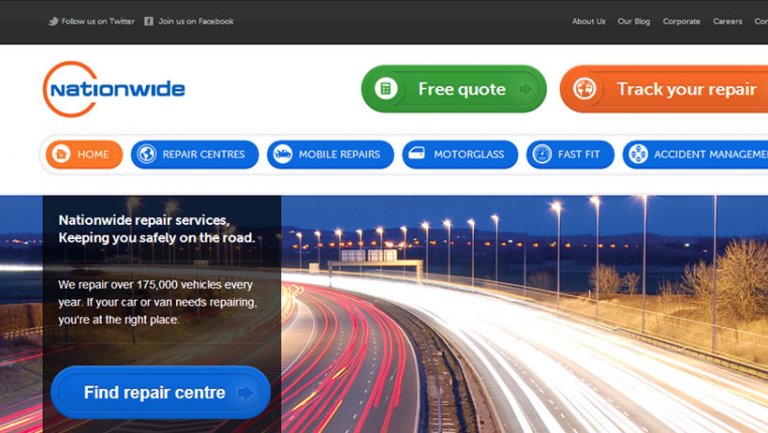 Follow us on Twitter
Join us on Facebook
About Us
Our Blog
Corporate
Careers
Nationwide
Free quote
Track your repair
HOME
REPAIR CENTRES
MOBILE REPAIRS
MOTORGLASS
FAST FIT
ACCIDENT
Nationwide repair services,
Keeping you safely on the road.
We repair over 175,000 vehicles every
year. If your car or van needs repairing,
you're at the right place.
Find repair centre